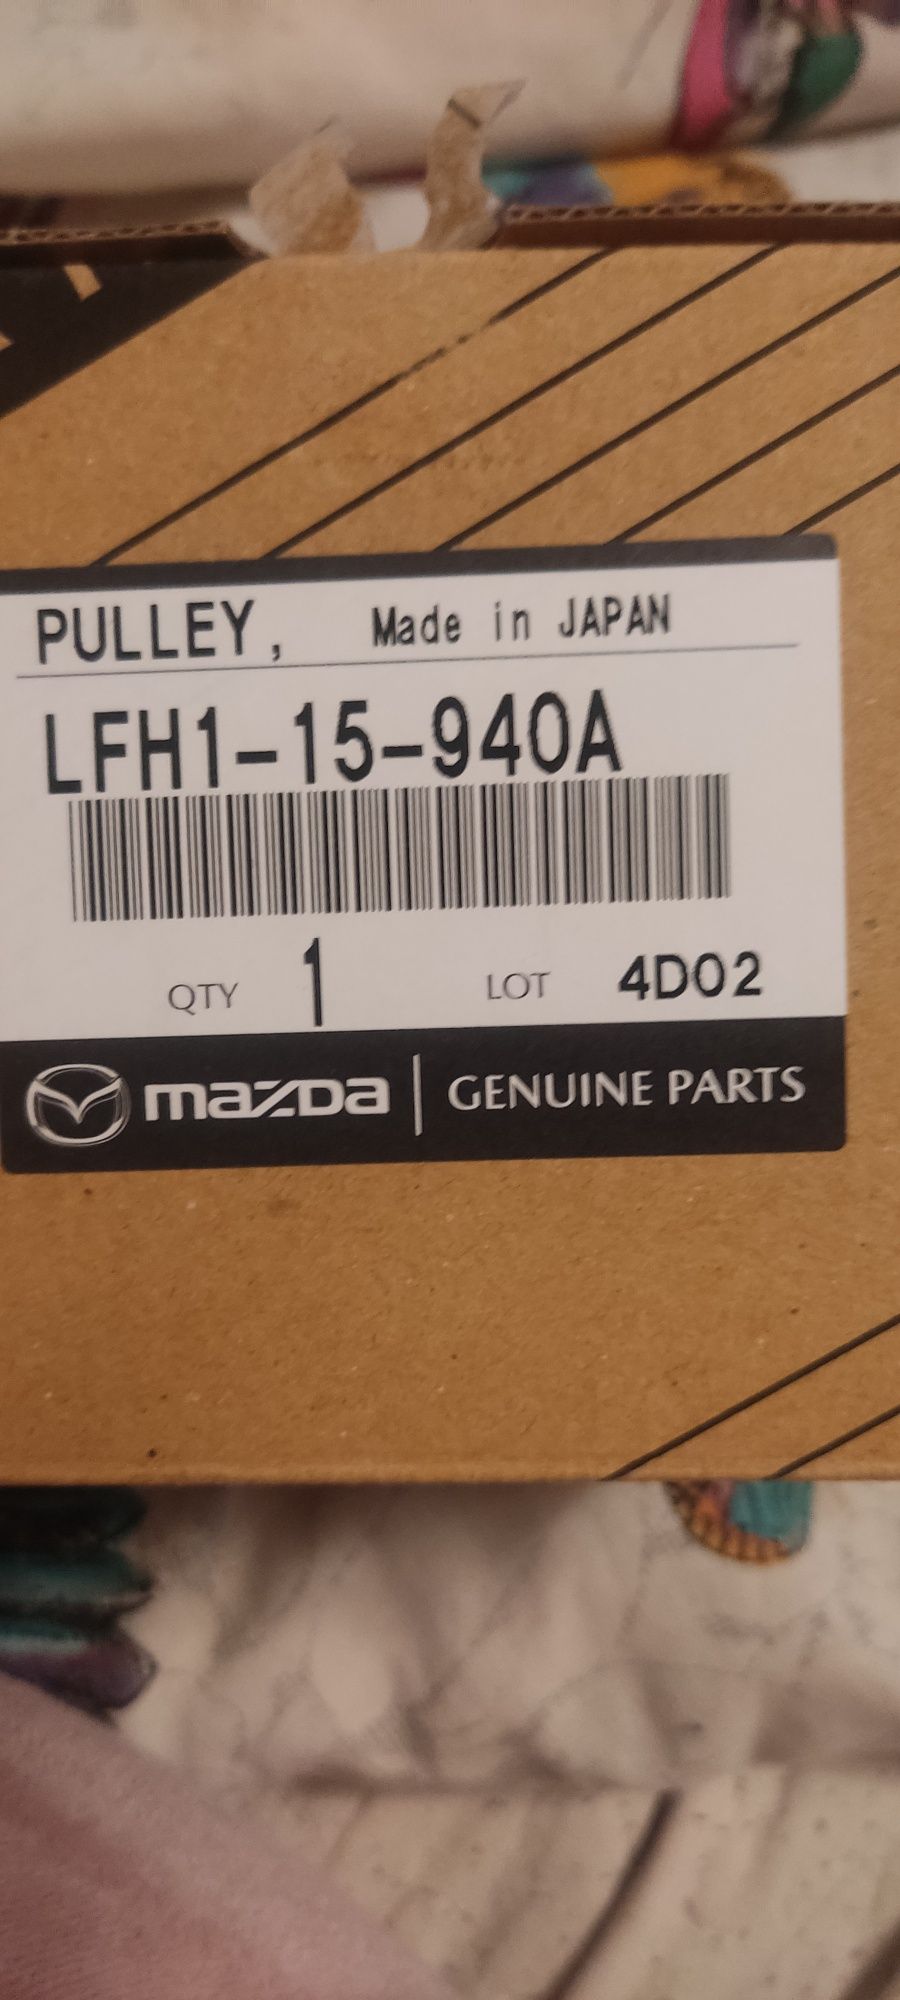 PULLEY, Made in JAPAN
LFH1-15-940A
QTY 1 LOT 4D02
mazda GENUINE PARTS